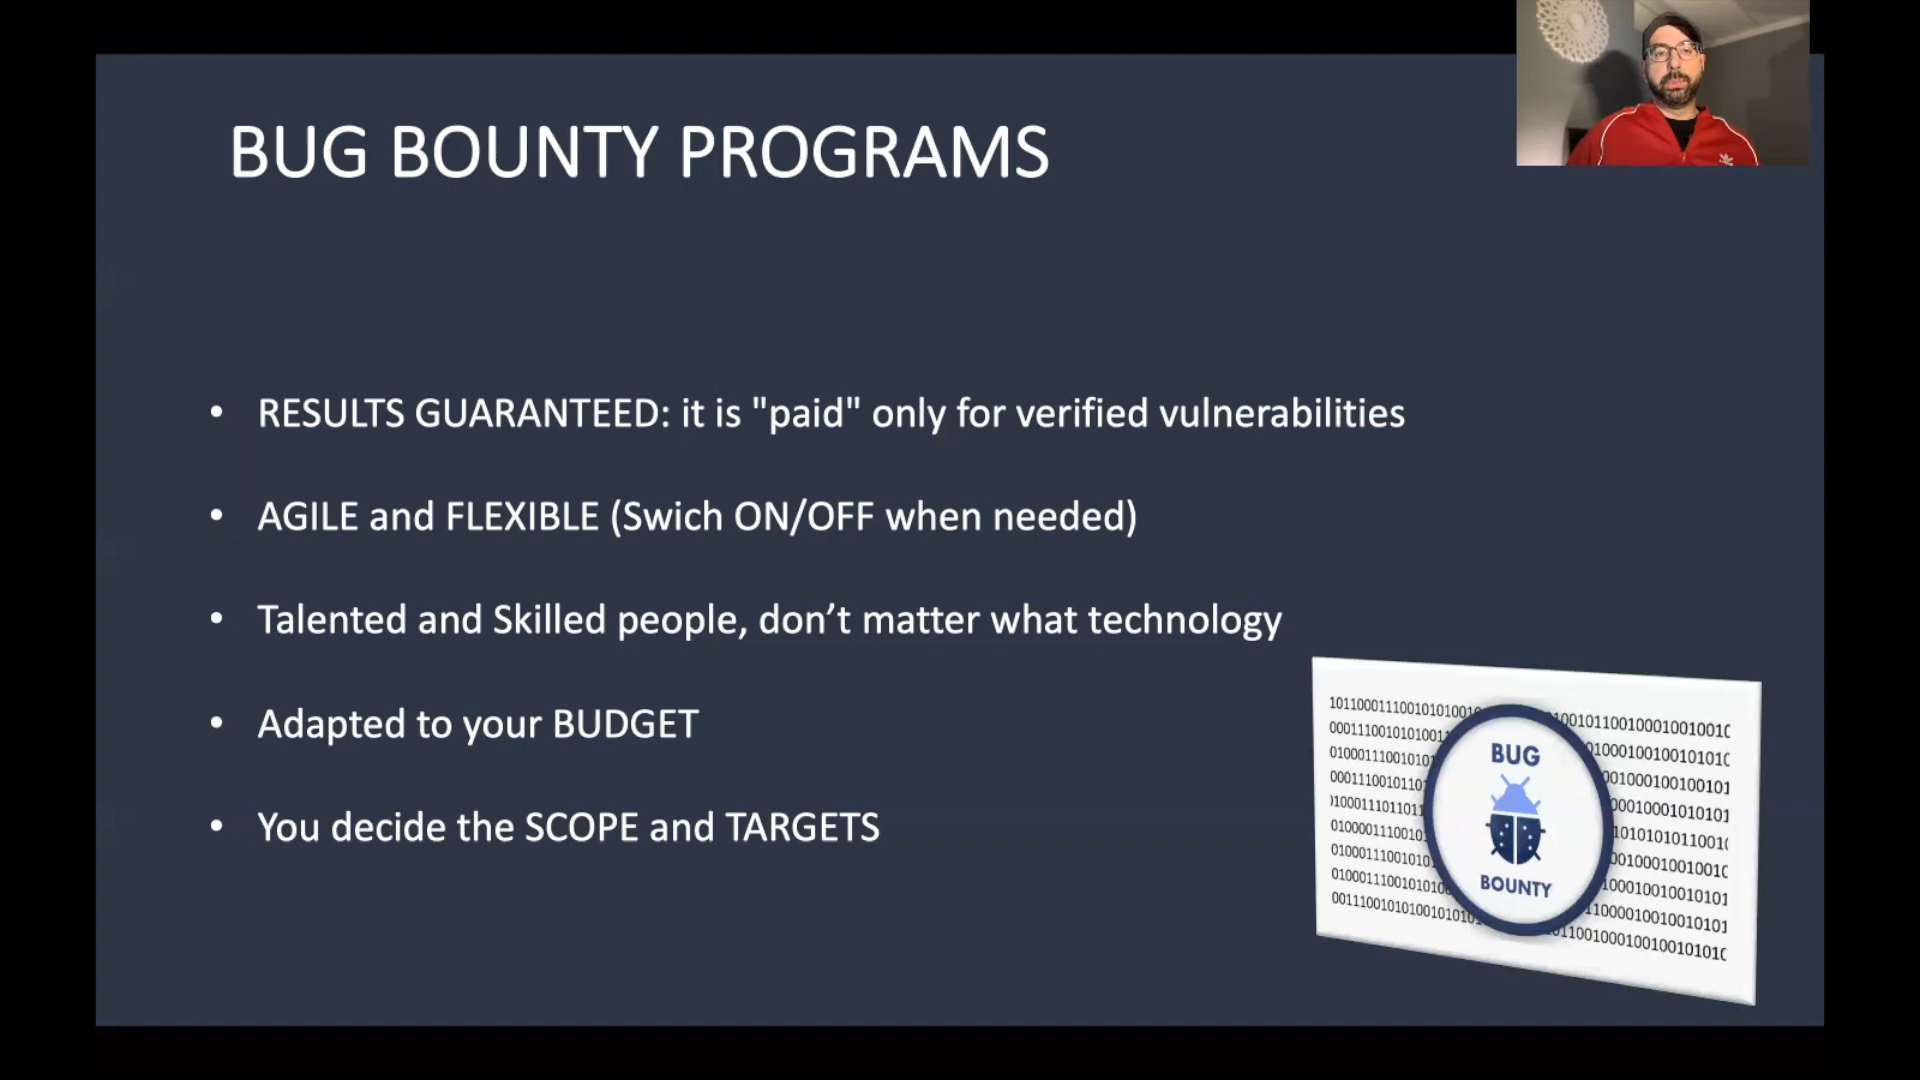 BUG BOUNTY PROGRAMS
• RESULTS GUARANTEED: it is "paid" only for verified vulnerabilities
• AGILE and FLEXIBLE (Swich ON/OFF when needed)
• Talented and Skilled people, don’t matter what technology
• Adapted to your BUDGET
• You decide the SCOPE and TARGETS
BUG
BOUNTY